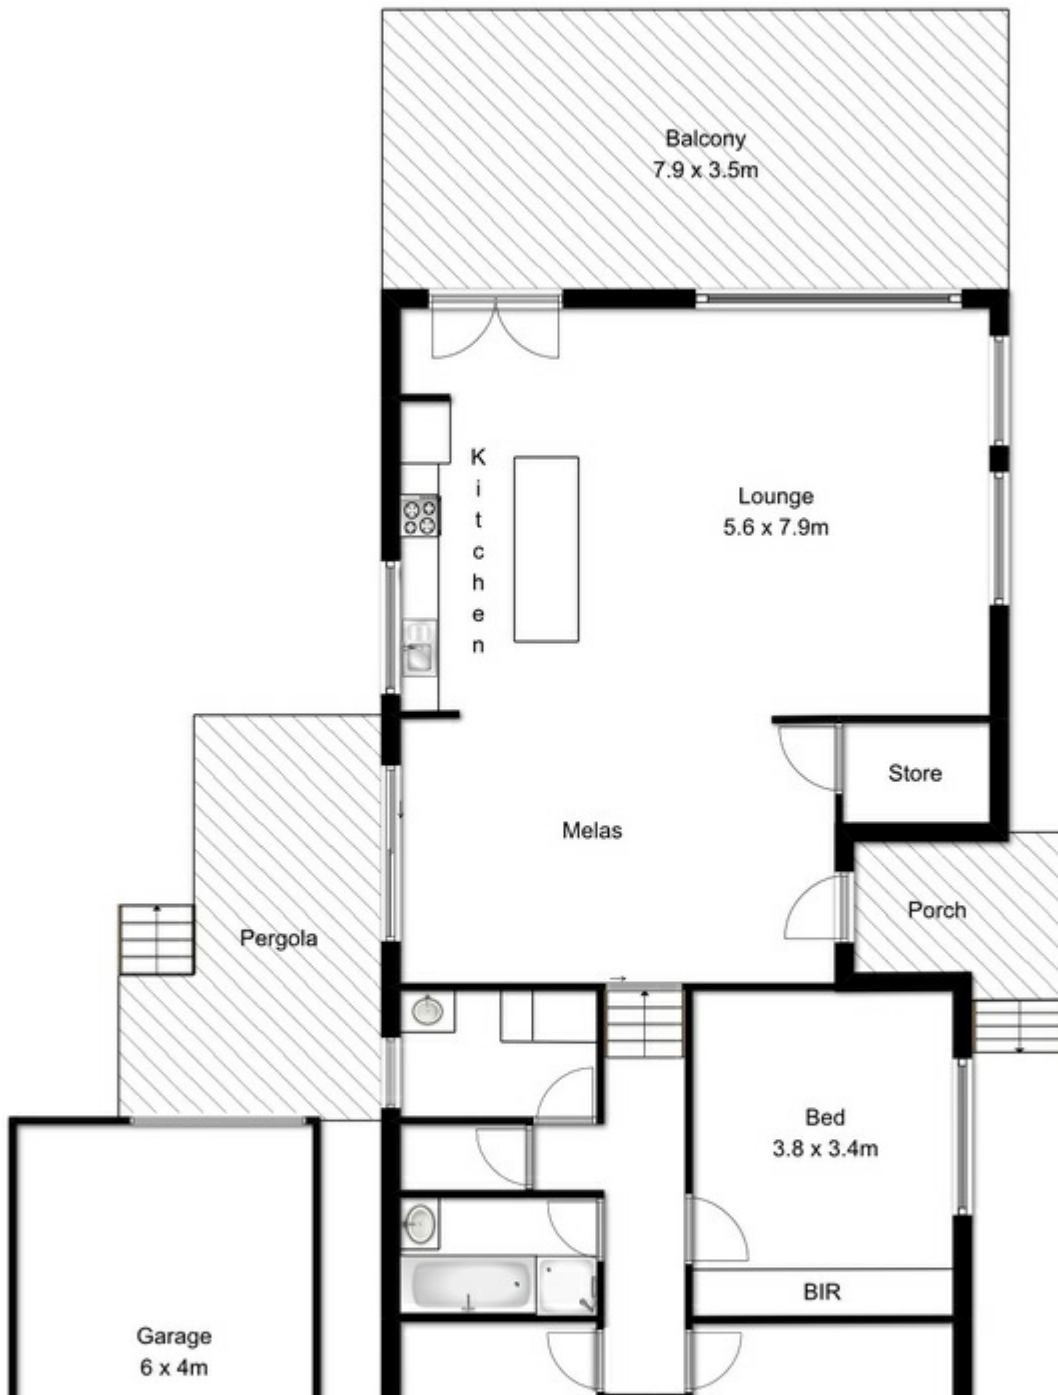 Balcony
7.9 x 3.5m
Kitchen
Lounge
5.6 x 7.9m
Store
Melas
Porch
Pergola
Bed
3.8 x 3.4m
BIR
Garage
6 x 4m